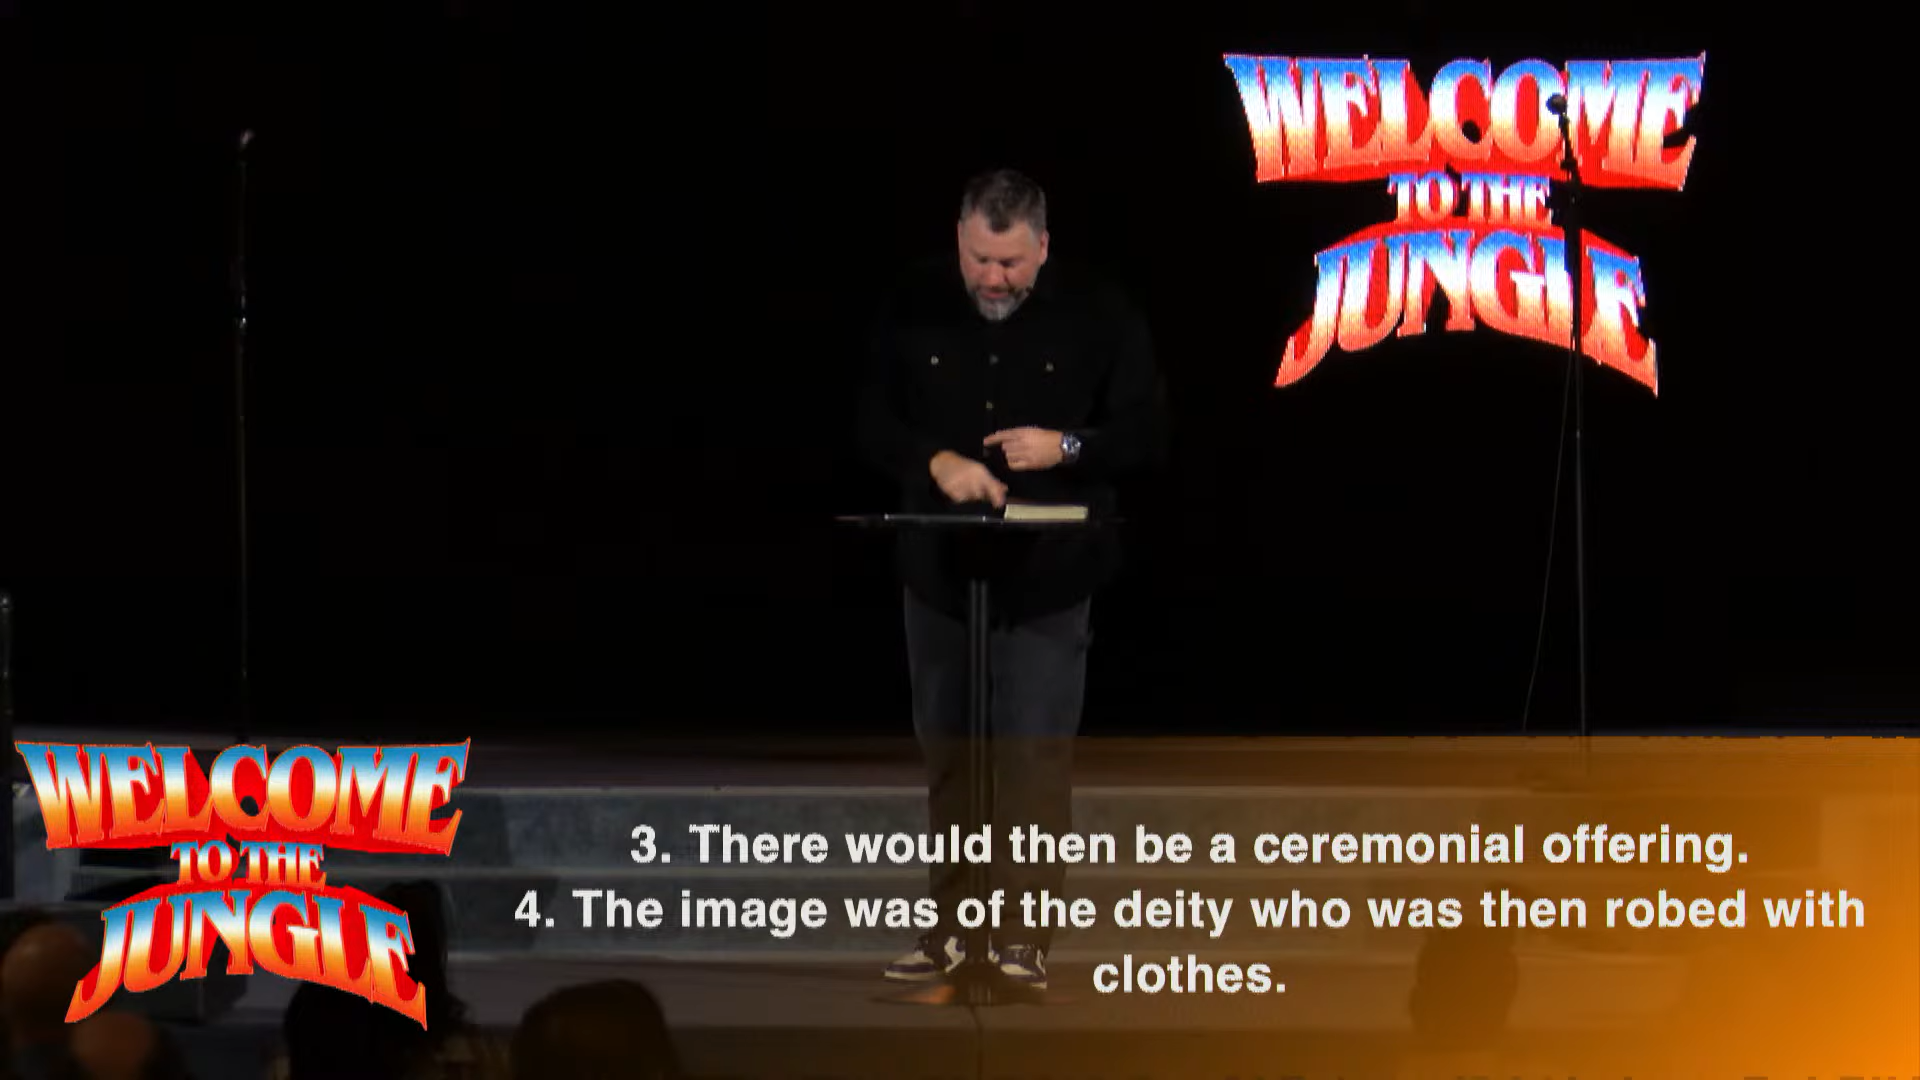 WELCOME
TO THE
JUNGLE
WELCOME
TO THE
JUNGLE
3. There would then be a ceremonial offering.
4. The image was of the deity who was then robed with
clothes.